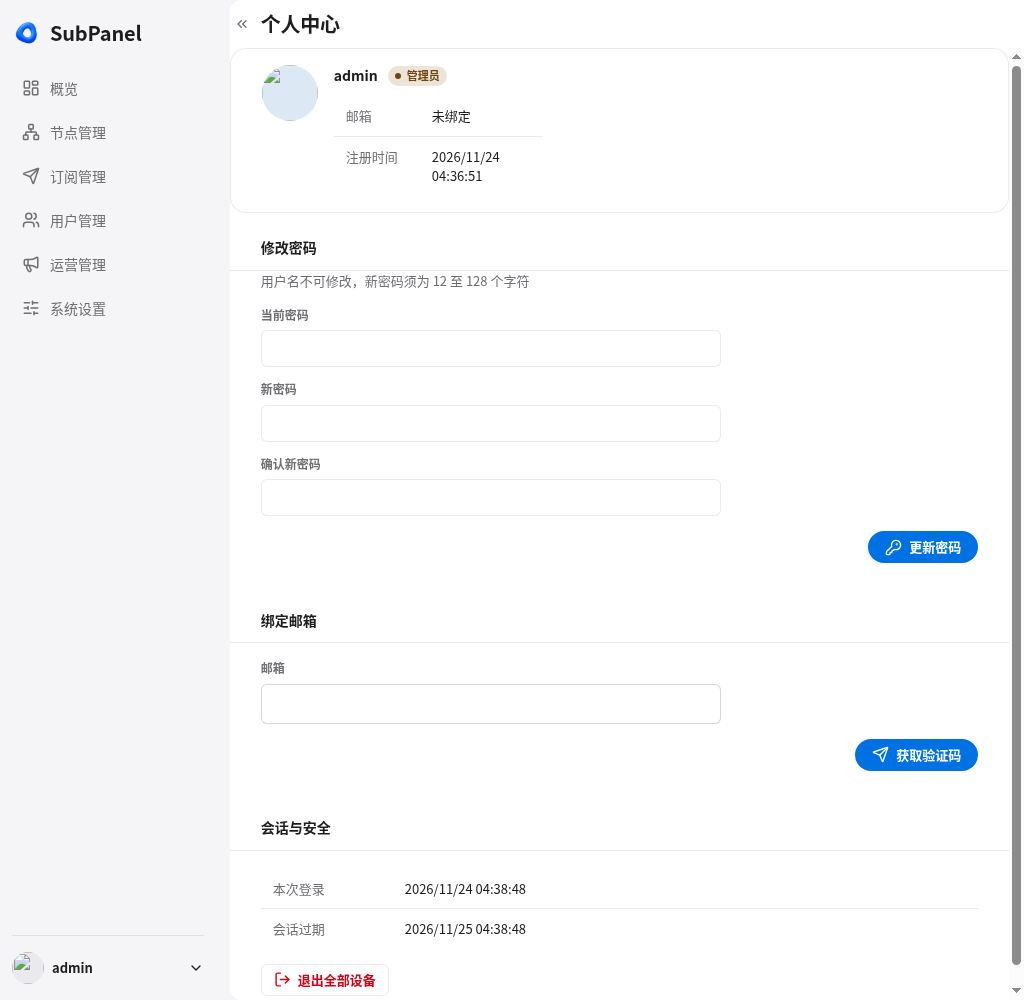 SubPanel
概览
节点管理
订阅管理
用户管理
运营管理
系统设置
admin
个人中心
admin
管理员
邮箱 未绑定
注册时间 2026/11/24
04:36:51
修改密码
用户名不可修改，新密码须为 12 至 128 个字符
当前密码
新密码
确认新密码
更新密码
绑定邮箱
邮箱
获取验证码
会话与安全
本次登录 2026/11/24 04:38:48
会话过期 2026/11/25 04:38:48
退出全部设备